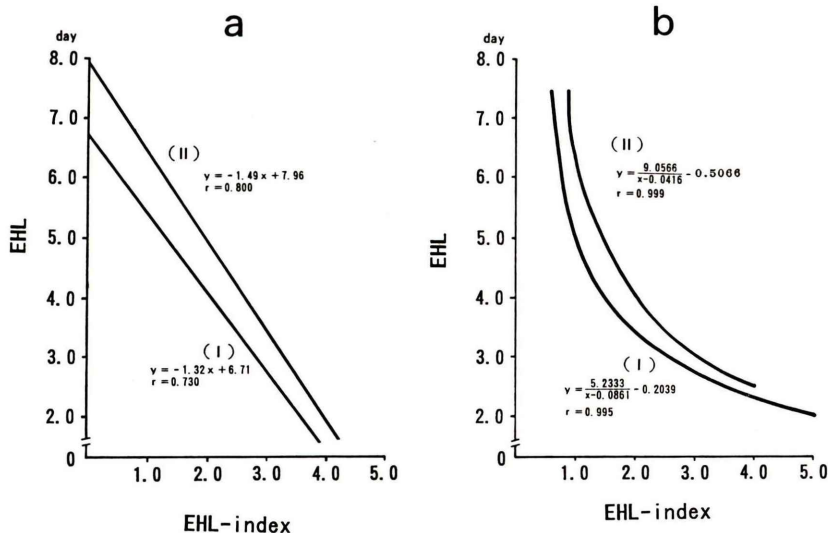 a
day
8.0
7.0
6.0
5.0
4.0
3.0
2.0
0
EHL
(II)
y = -1.49 x + 7.96
r = 0.800
(I)
y = -1.32 x + 6.71
r = 0.730
1.0 2.0 3.0 4.0 5.0
EHL-index
b
day
8.0
7.0
6.0
5.0
4.0
3.0
2.0
0
EHL
(II)
y = 9.0566 / x-0.0416 - 0.5066
r = 0.999
(I)
y = 5.2333 / x-0.0861 - 0.2039
r = 0.995
1.0 2.0 3.0 4.0 5.0
EHL-index